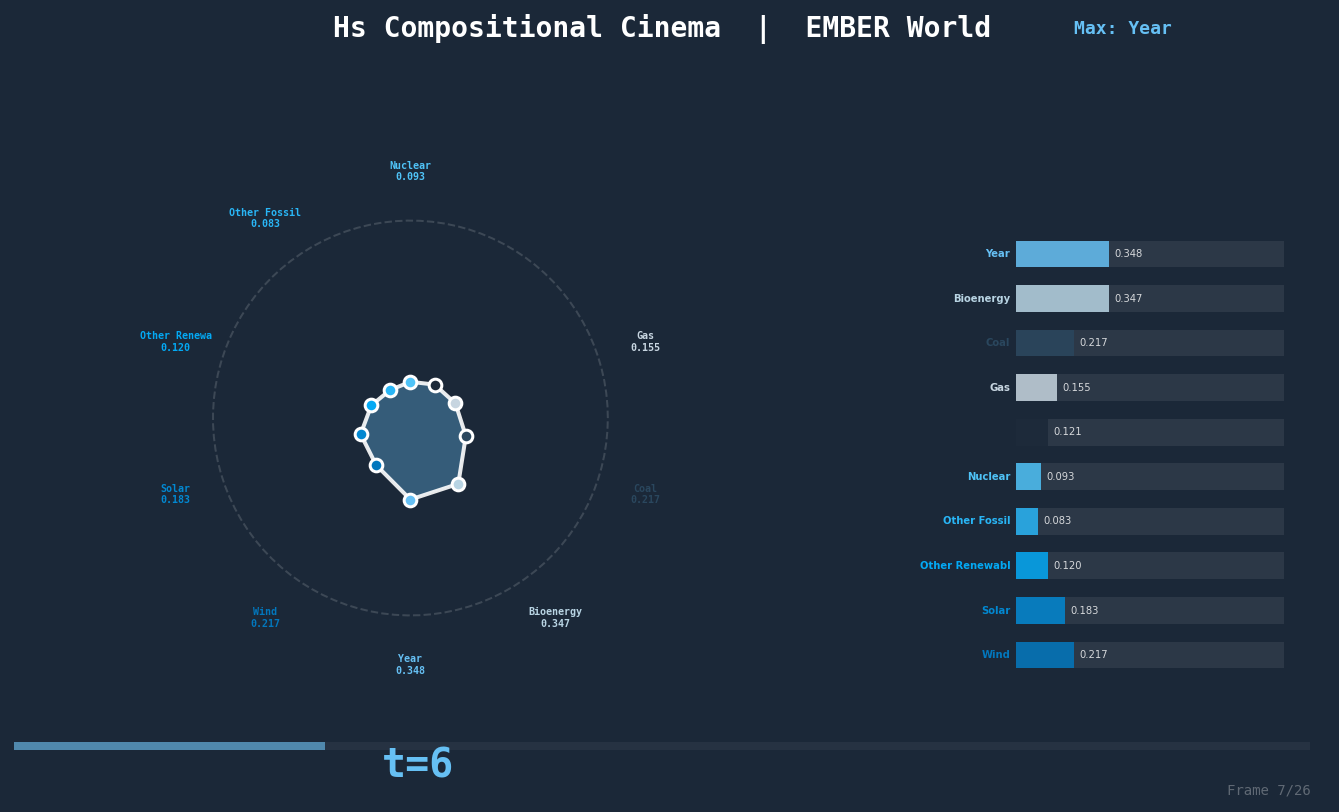 Hs Compositional Cinema | EMBER World
Max: Year
Nuclear
0.093
Other Fossil
0.083
Other Renewa
0.120
Gas
0.155
Solar
0.183
Coal
0.217
Wind
0.217
Bioenergy
0.347
Year
0.348
Year 0.348
Bioenergy 0.347
Coal 0.217
Gas 0.155
0.121
Nuclear 0.093
Other Fossil 0.083
Other Renewabl 0.120
Solar 0.183
Wind 0.217
t=6
Frame 7/26